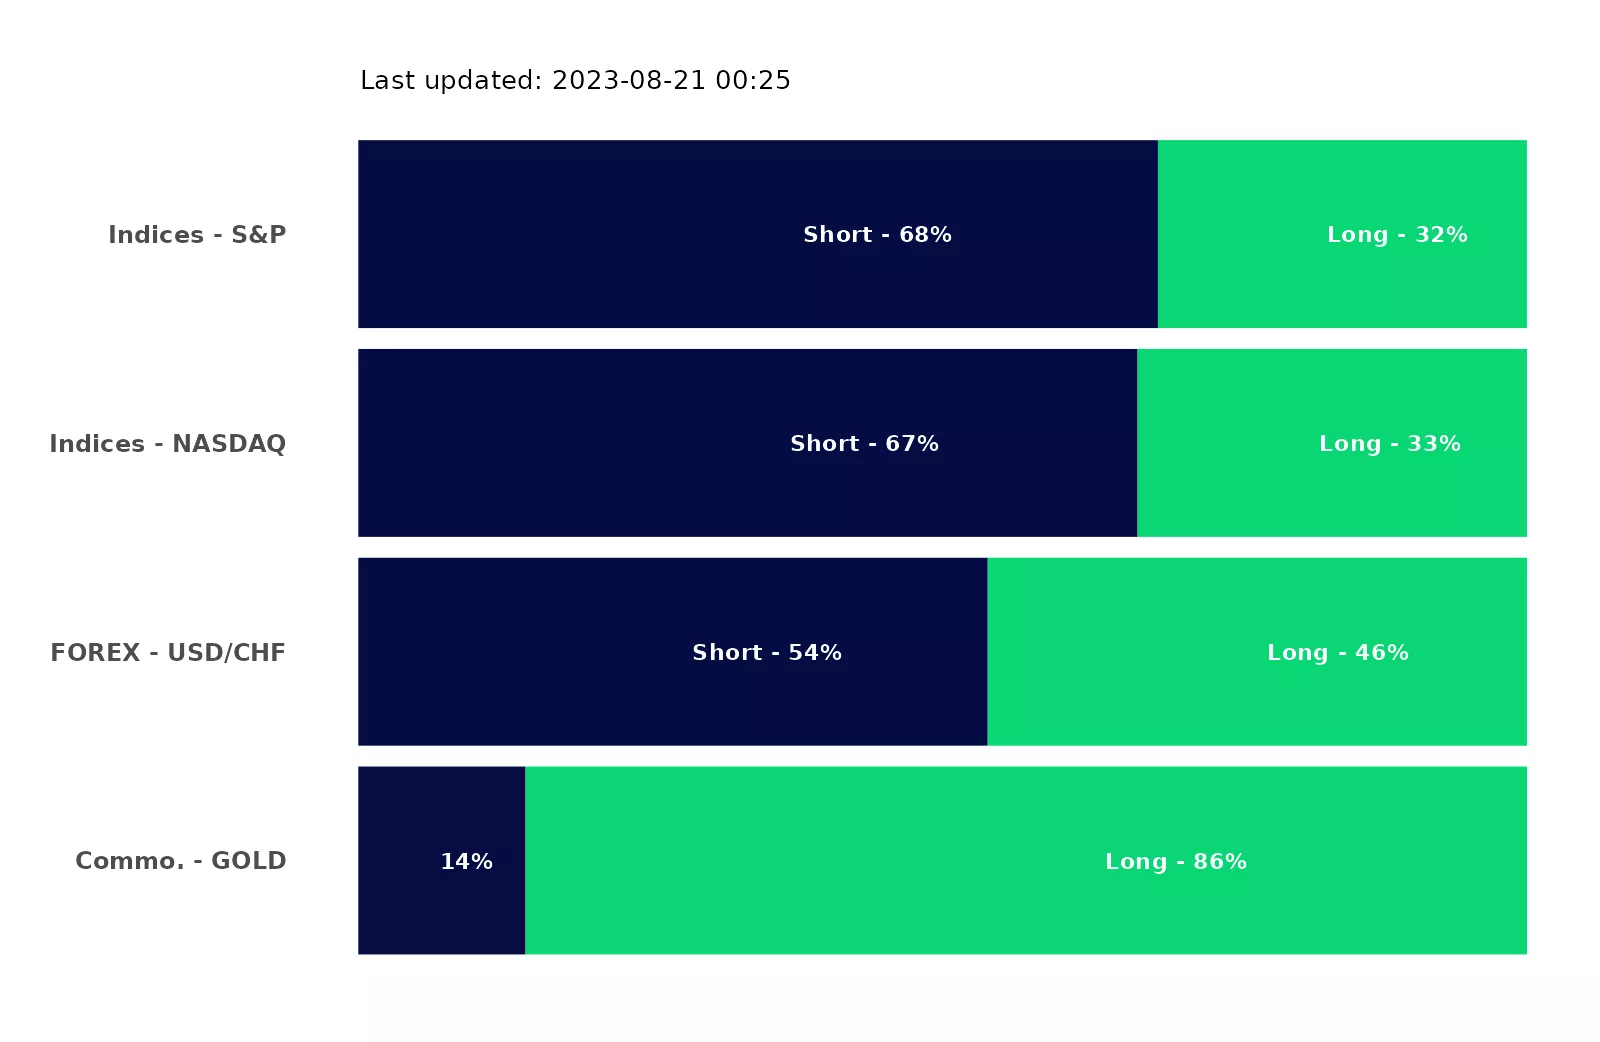 Last updated: 2023-08-21 00:25
Indices - S&P
Short - 68%
Long - 32%
Indices - NASDAQ
Short - 67%
Long - 33%
FOREX - USD/CHF
Short - 54%
Long - 46%
Commo. - GOLD
14%
Long - 86%